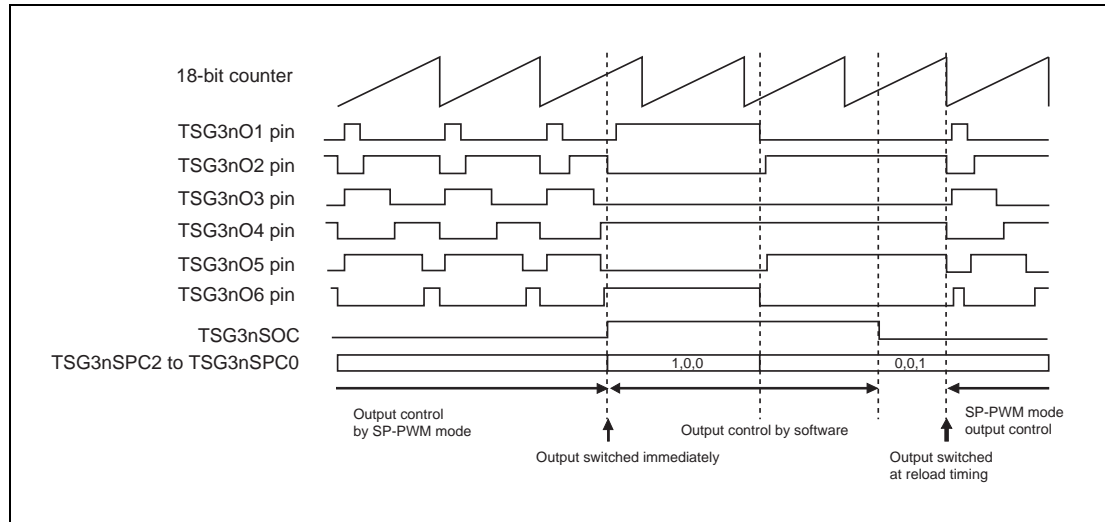 18-bit counter
TSG3nO1 pin
TSG3nO2 pin
TSG3nO3 pin
TSG3nO4 pin
TSG3nO5 pin
TSG3nO6 pin
TSG3nSOC
TSG3nSPC2 to TSG3nSPC0
1,0,0
0,0,1
Output control
by SP-PWM mode
Output control by software
SP-PWM mode
output control
Output switched immediately
Output switched
at reload timing